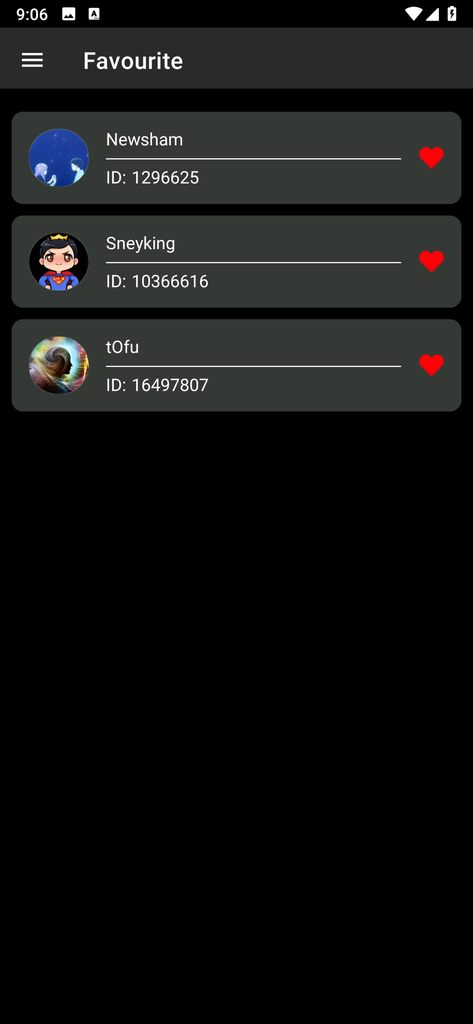 9:06
Favourite
Newsham
ID: 1296625
Sneyking
ID: 10366616
tOfu
ID: 16497807